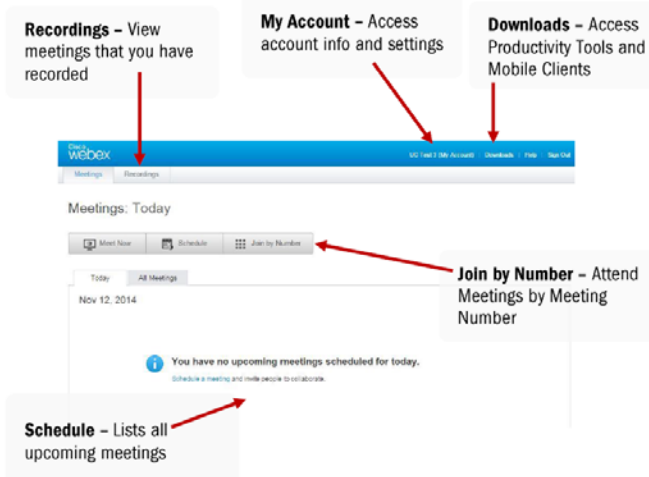 Recordings – View
meetings that you have
recorded
My Account – Access
account info and settings
Downloads – Access
Productivity Tools and
Mobile Clients
Cisco
webex
UC Test 2 (My Account) | Downloads | Help | Sign Out
Meetings Recordings
Meetings: Today
Meet Now Schedule Join by Number
Today All Meetings
Nov 12, 2014
Join by Number – Attend
Meetings by Meeting
Number
You have no upcoming meetings scheduled for today.
Schedule a meeting and invite people to collaborate.
Schedule – Lists all
upcoming meetings